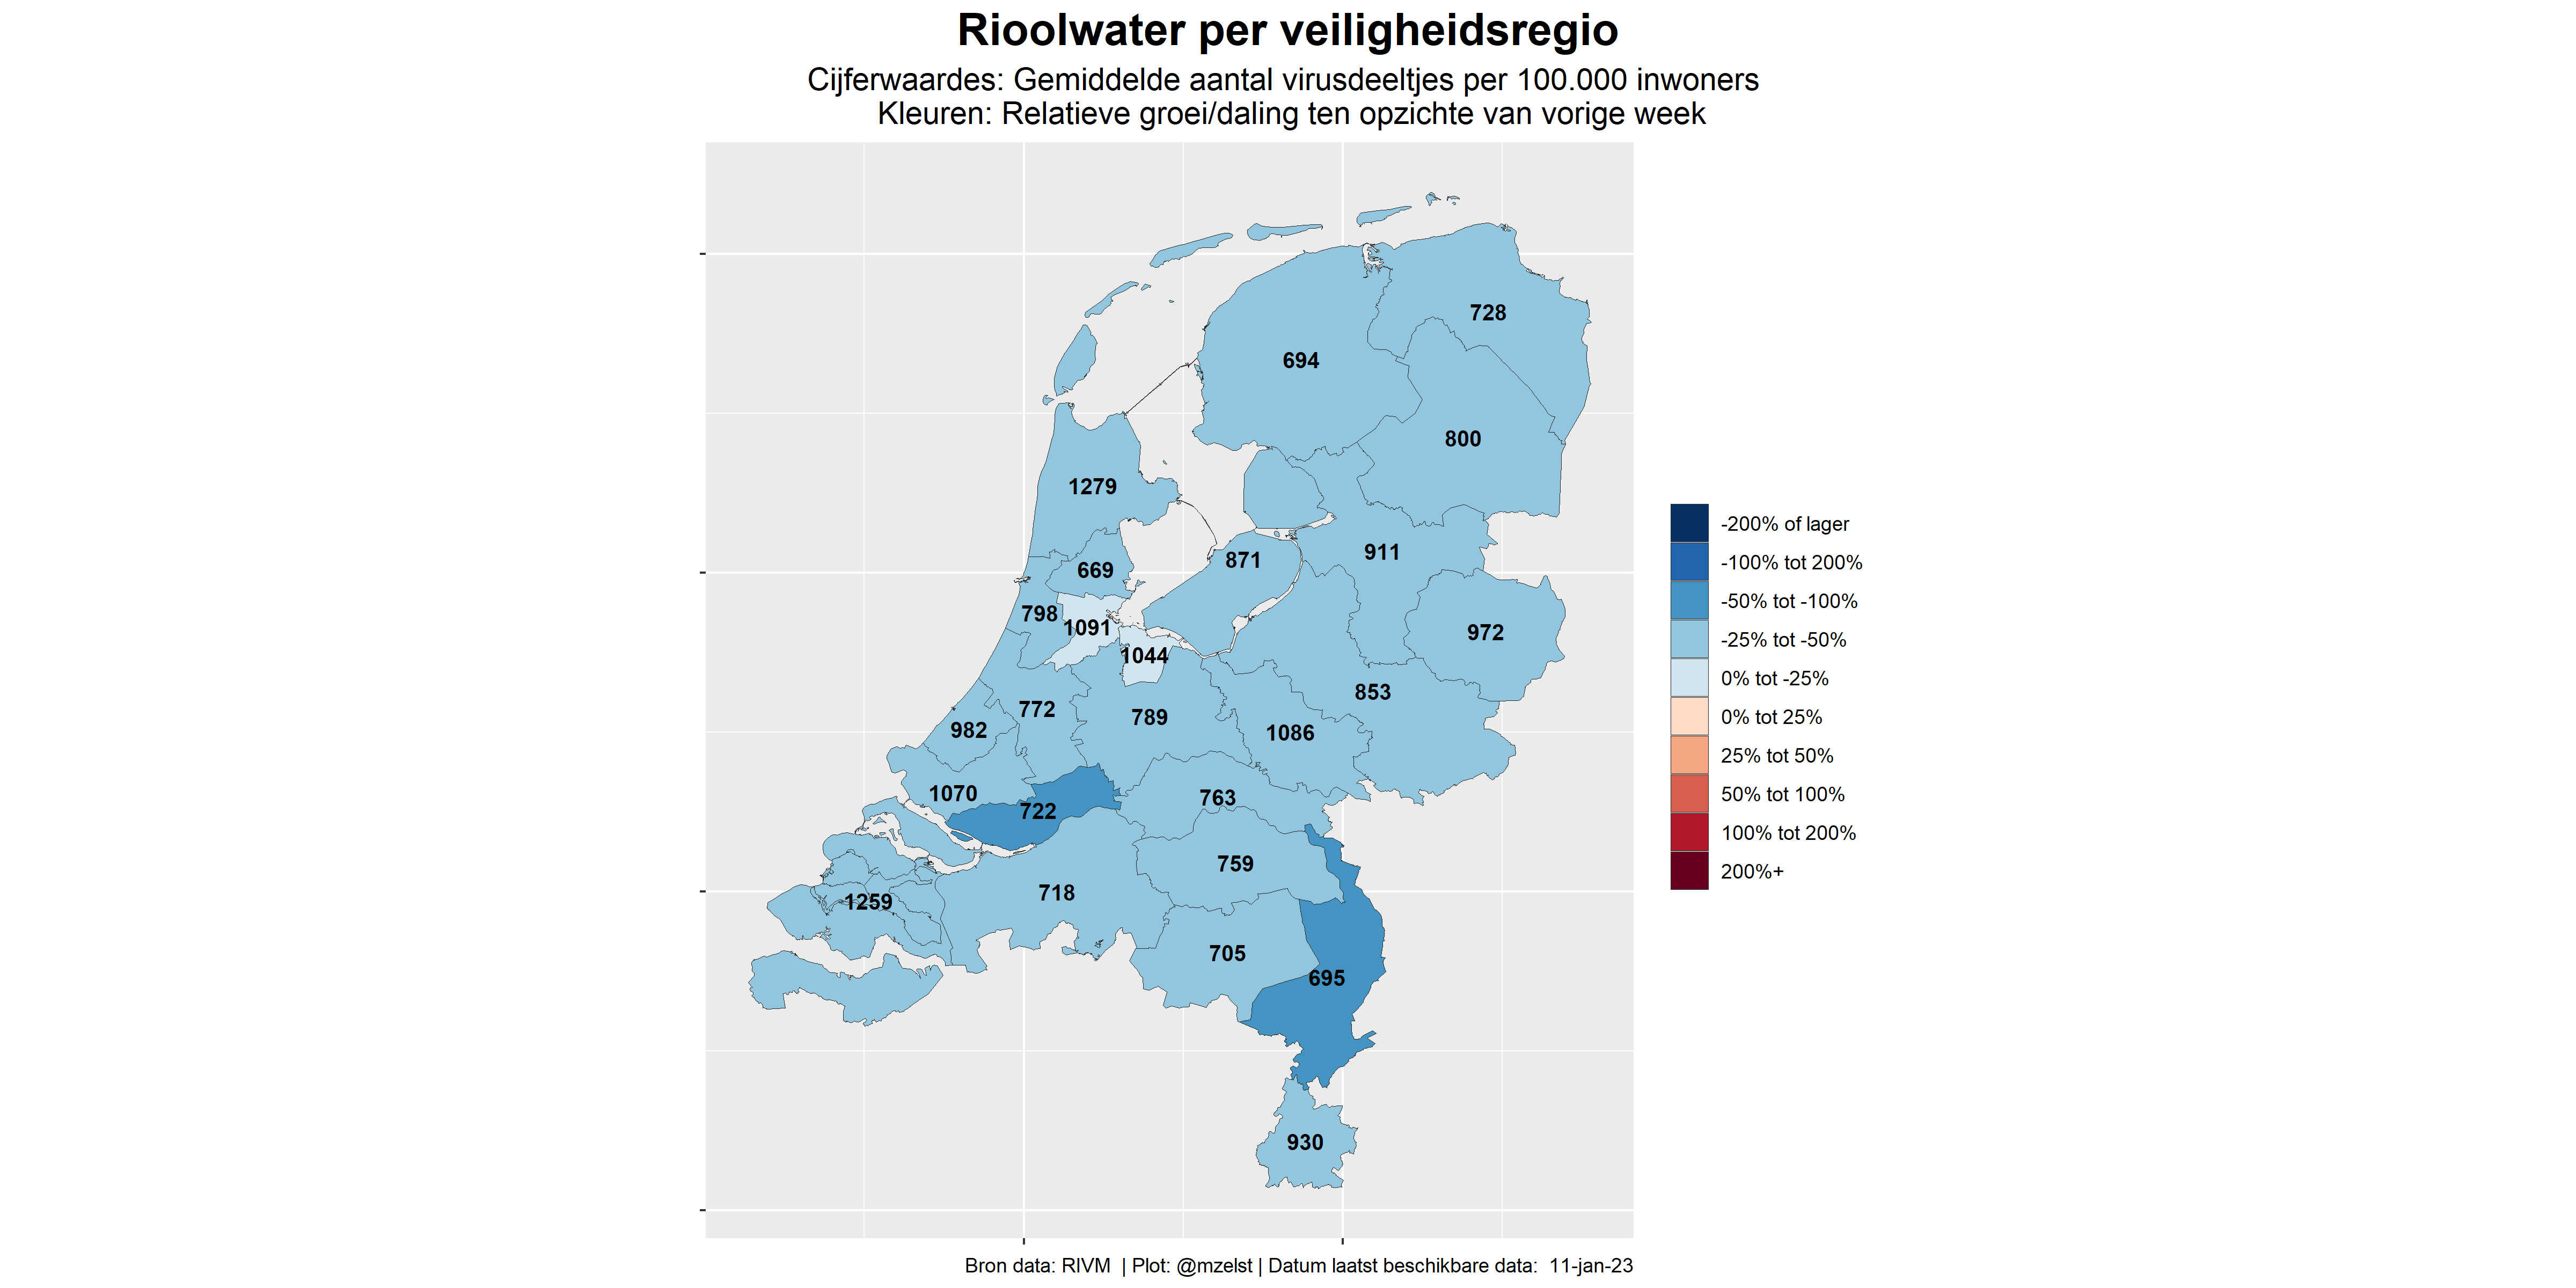 Rioolwater per veiligheidsregio
Cijferwaardes: Gemiddelde aantal virusdeeltjes per 100.000 inwoners
Kleuren: Relatieve groei/daling ten opzichte van vorige week
728
694
800
1279
911
871
669
798
1091
972
1044
853
772
789
982
1086
1070
763
722
759
718
1259
705
695
930
-200% of lager
-100% tot 200%
-50% tot -100%
-25% tot -50%
0% tot -25%
0% tot 25%
25% tot 50%
50% tot 100%
100% tot 200%
200%+
Bron data: RIVM | Plot: @mzelst | Datum laatst beschikbare data: 11-jan-23